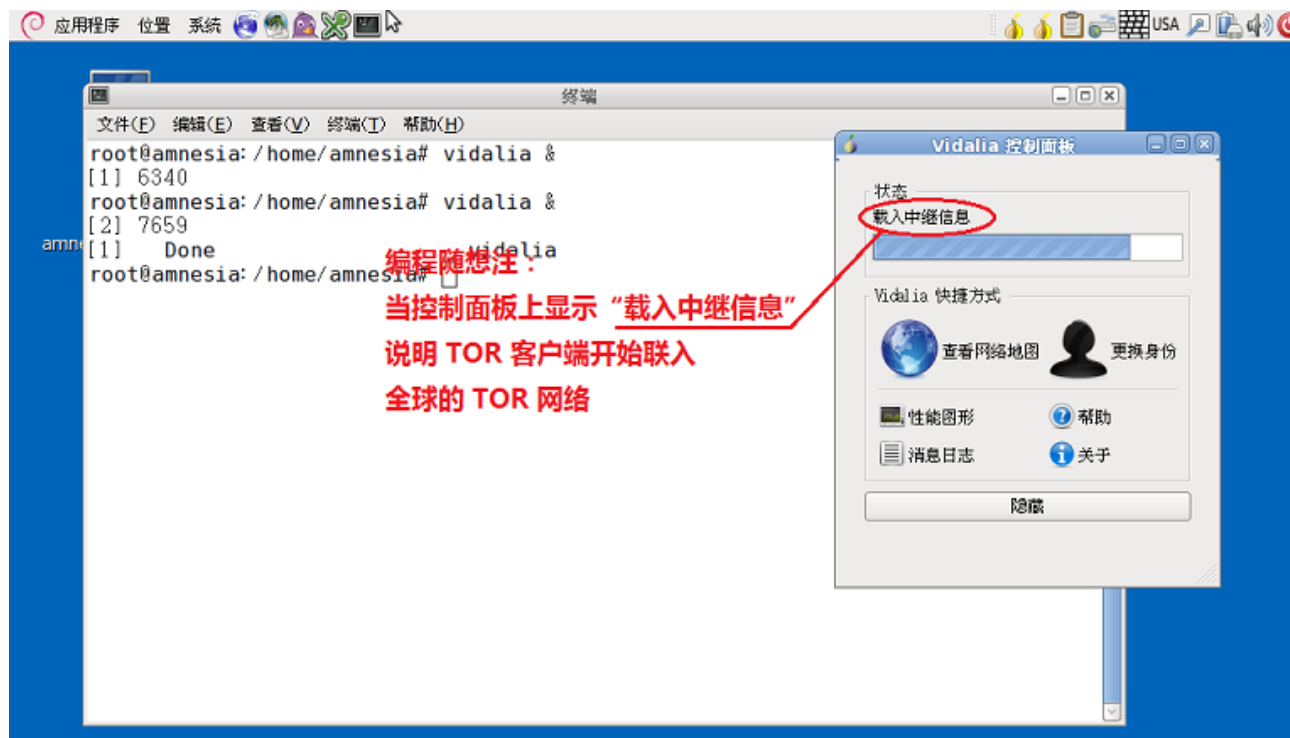 应用程序 位置 系统 USA
终端
文件(F) 编辑(E) 查看(V) 终端(T) 帮助(H)
root@amnesia:/home/amnesia# vidalia &
[1] 6340
root@amnesia:/home/amnesia# vidalia &
[2] 7659
[1] Done vidalia
root@amnesia:/home/amnesia#
编程随想注：
当控制面板上显示“载入中继信息”
说明 TOR 客户端开始联入
全球的 TOR 网络
amne
Vidalia 控制面板
状态
载入中继信息
Vidalia 快捷方式
查看网络地图 更换身份
性能图形 帮助
消息日志 关于
隐藏